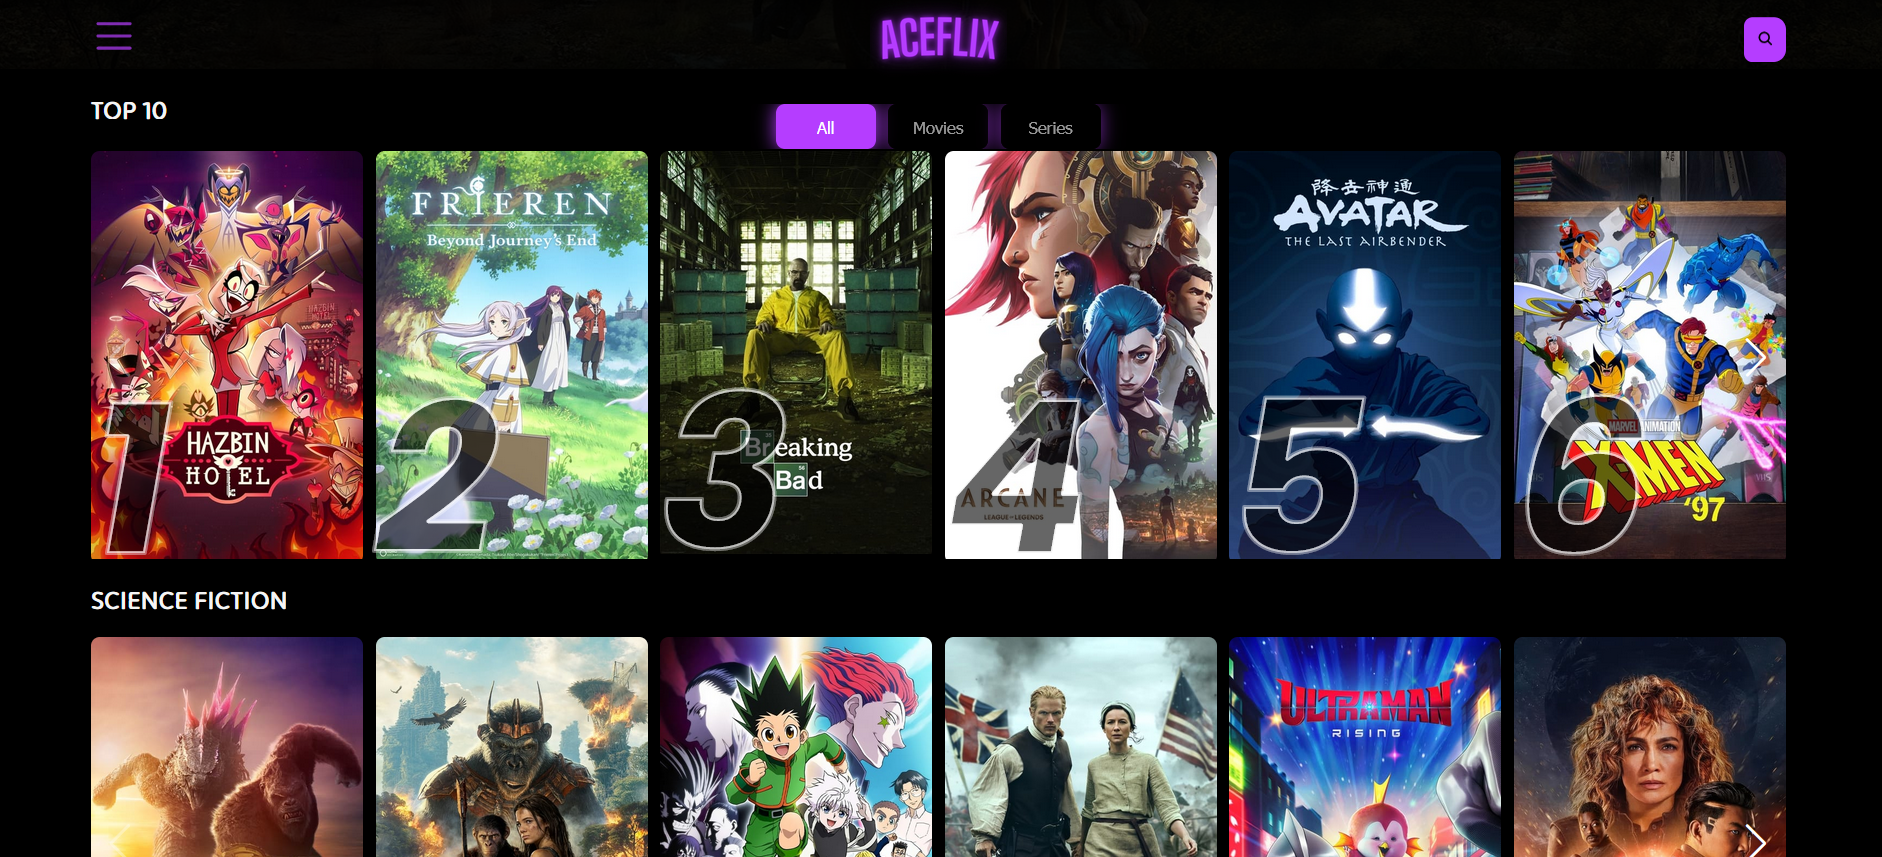 ACEFLIX
TOP 10
All
Movies
Series
HAZBIN
HOTEL
1
FRIEREN
Beyond Journey's End
2
Breaking
Bad
3
ARCANE
LEAGUE OF LEGENDS
4
降去神通
AVATAR
THE LAST AIRBENDER
5
MARVEL ANIMATION
X-MEN
'97
VHS
6
SCIENCE FICTION
ULTRAMAN
RISING